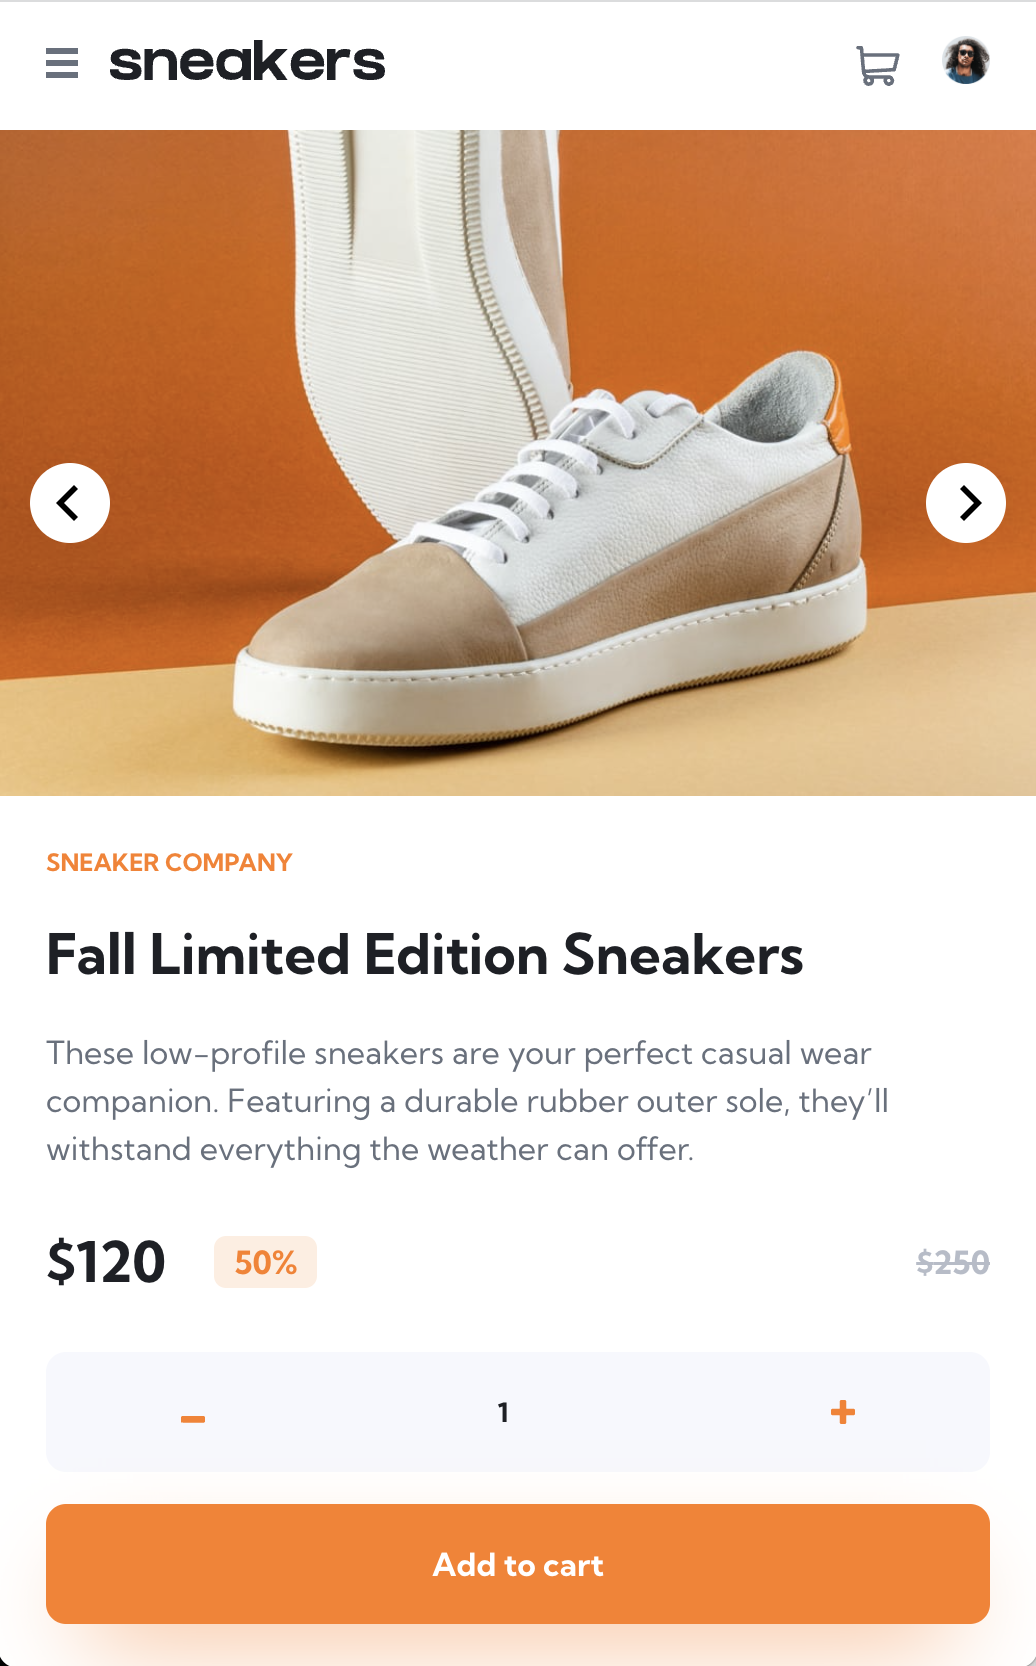 sneakers
SNEAKER COMPANY
Fall Limited Edition Sneakers
These low-profile sneakers are your perfect casual wear
companion. Featuring a durable rubber outer sole, they’ll
withstand everything the weather can offer.
$120 50% $250
1
Add to cart